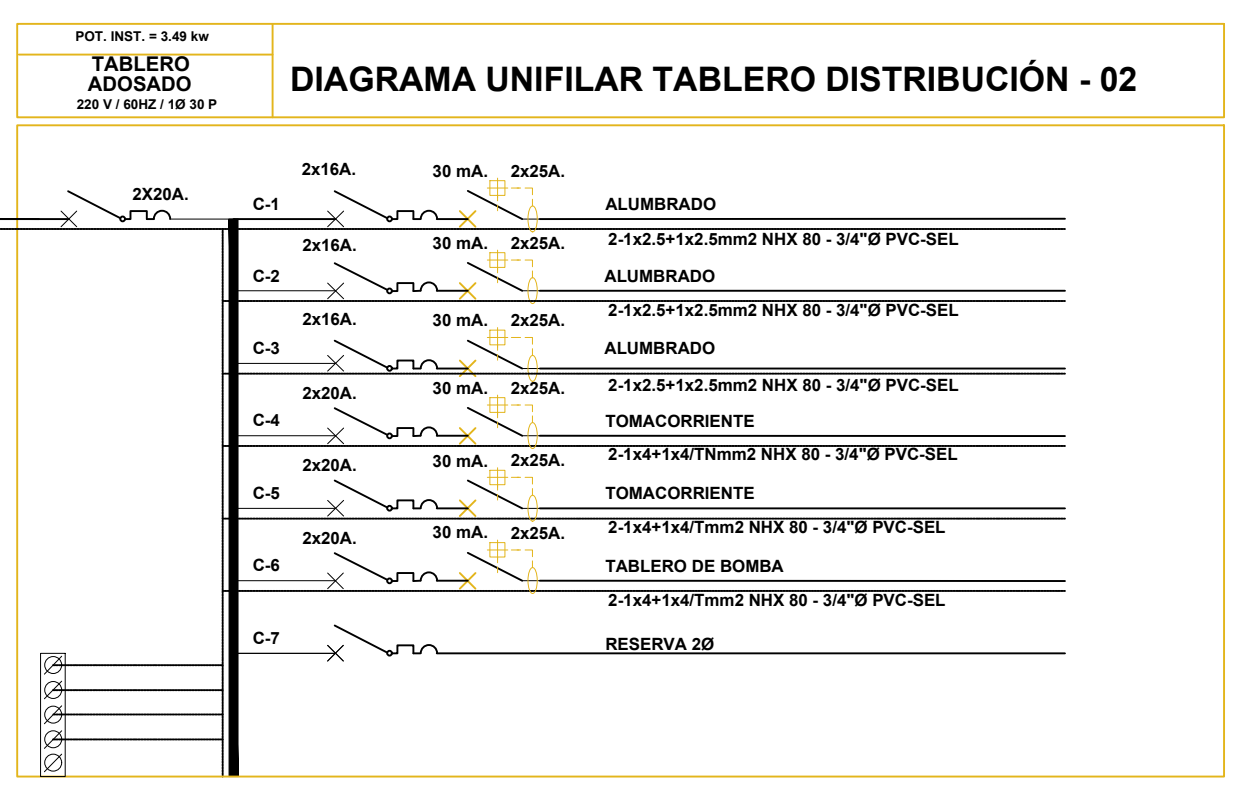 POT. INST. = 3.49 kw
TABLERO
ADOSADO
220 V / 60HZ / 1Ø 30 P
DIAGRAMA UNIFILAR TABLERO DISTRIBUCIÓN - 02
2X20A.
C-1
2x16A.
30 mA.
2x25A.
ALUMBRADO
2-1x2.5+1x2.5mm2 NHX 80 - 3/4"Ø PVC-SEL
C-2
2x16A.
30 mA.
2x25A.
ALUMBRADO
2-1x2.5+1x2.5mm2 NHX 80 - 3/4"Ø PVC-SEL
C-3
2x16A.
30 mA.
2x25A.
ALUMBRADO
2-1x2.5+1x2.5mm2 NHX 80 - 3/4"Ø PVC-SEL
C-4
2x20A.
30 mA.
2x25A.
TOMACORRIENTE
2-1x4+1x4/TNmm2 NHX 80 - 3/4"Ø PVC-SEL
C-5
2x20A.
30 mA.
2x25A.
TOMACORRIENTE
2-1x4+1x4/Tmm2 NHX 80 - 3/4"Ø PVC-SEL
C-6
2x20A.
30 mA.
2x25A.
TABLERO DE BOMBA
2-1x4+1x4/Tmm2 NHX 80 - 3/4"Ø PVC-SEL
C-7
RESERVA 2Ø